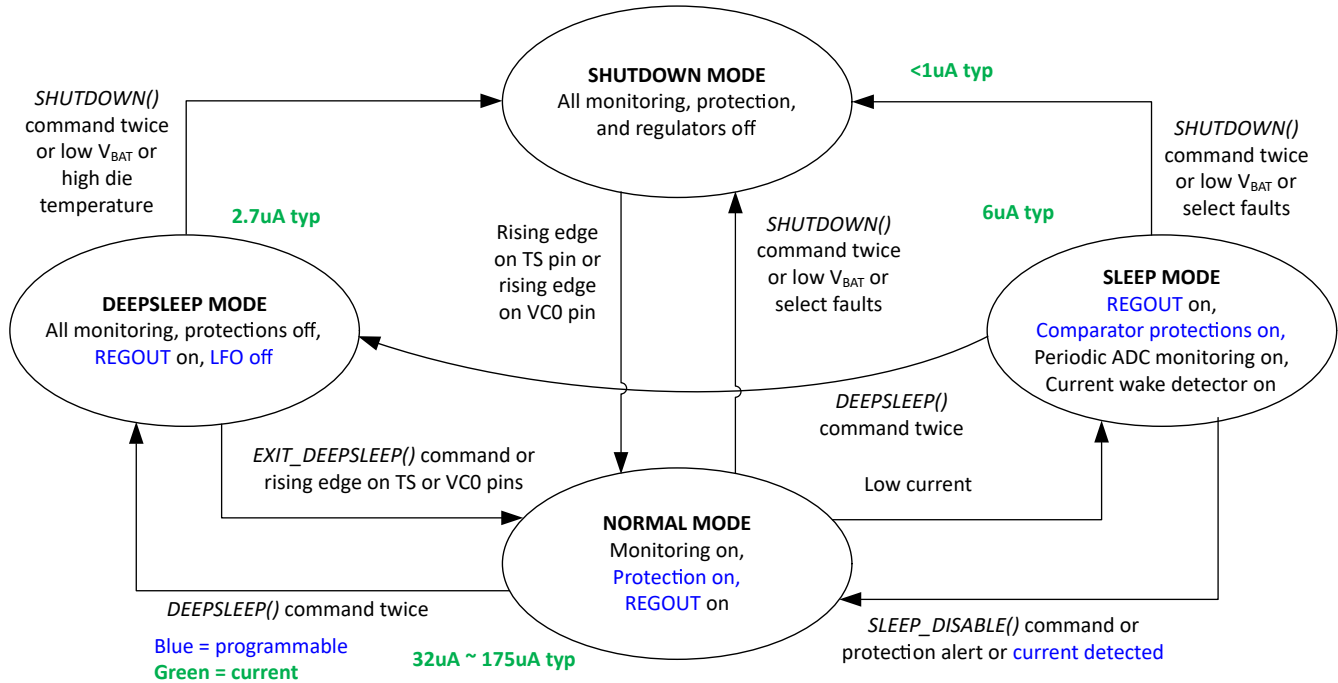 SHUTDOWN MODE
All monitoring, protection,
and regulators off
<1uA typ
SHUTDOWN()
command twice
or low VBAT or
high die
temperature
2.7uA typ
DEEPSLEEP MODE
All monitoring, protections off,
REGOUT on, LFO off
Rising edge
on TS pin or
rising edge
on VC0 pin
SHUTDOWN()
command twice
or low VBAT or
select faults
6uA typ
SHUTDOWN()
command twice
or low VBAT or
select faults
SLEEP MODE
REGOUT on,
Comparator protections on,
Periodic ADC monitoring on,
Current wake detector on
DEEPSLEEP()
command twice
EXIT_DEEPSLEEP() command or
rising edge on TS or VC0 pins
Low current
NORMAL MODE
Monitoring on,
Protection on,
REGOUT on
DEEPSLEEP() command twice
SLEEP_DISABLE() command or
protection alert or current detected
Blue = programmable
Green = current
32uA ~ 175uA typ